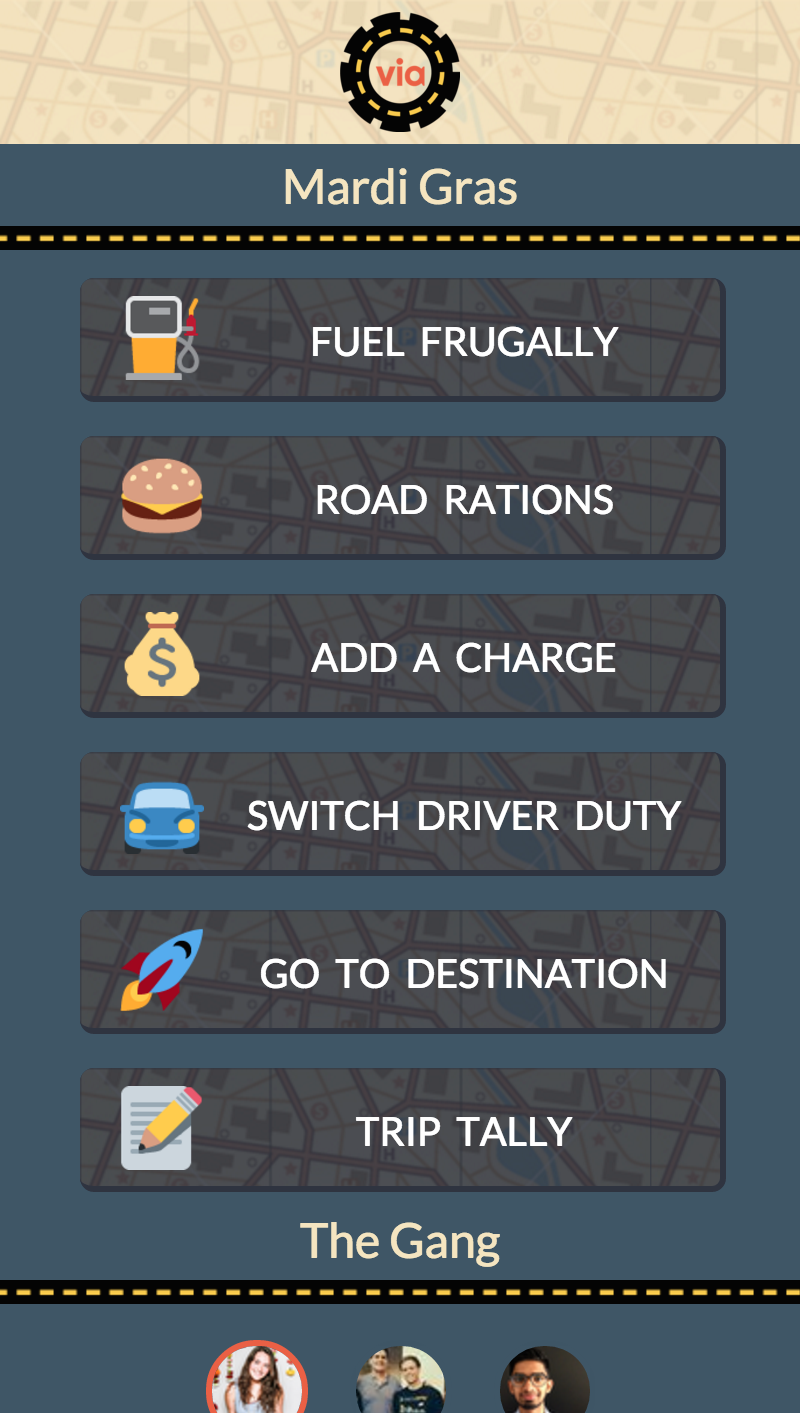 via
Mardi Gras
FUEL FRUGALLY
ROAD RATIONS
$
ADD A CHARGE
SWITCH DRIVER DUTY
GO TO DESTINATION
TRIP TALLY
The Gang